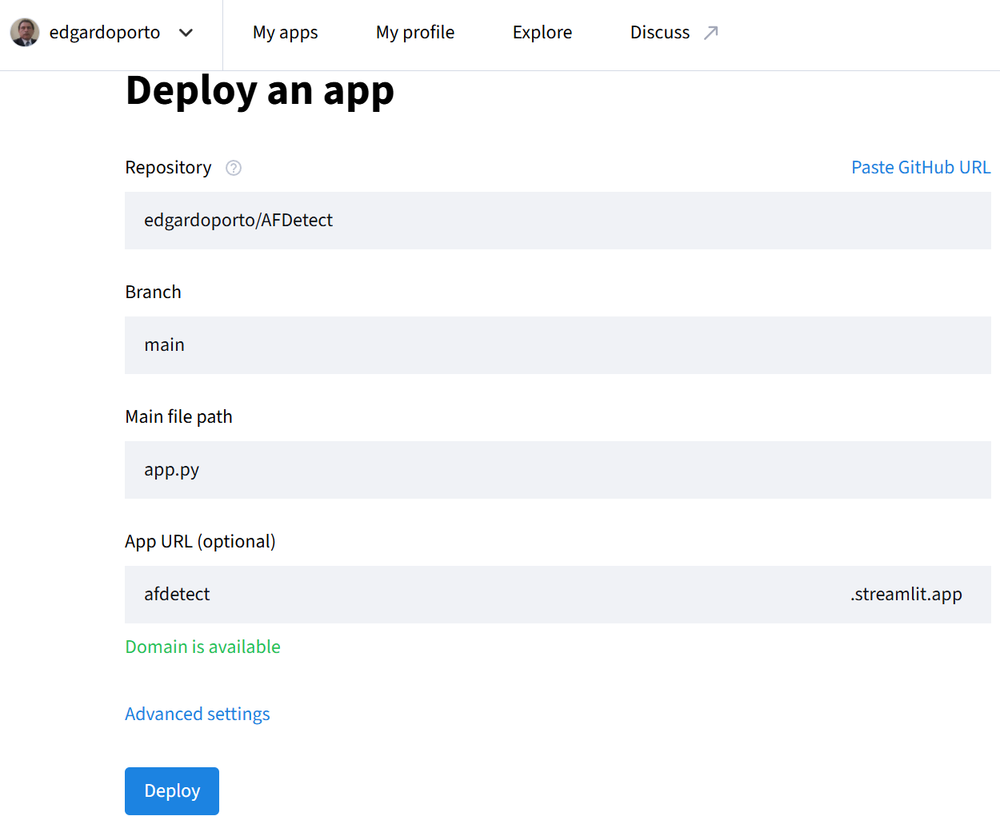 edgardoporto
My apps
My profile
Explore
Discuss
Deploy an app
Repository
Paste GitHub URL
edgardoporto/AFDetect
Branch
main
Main file path
app.py
App URL (optional)
afdetect
.streamlit.app
Domain is available
Advanced settings
Deploy